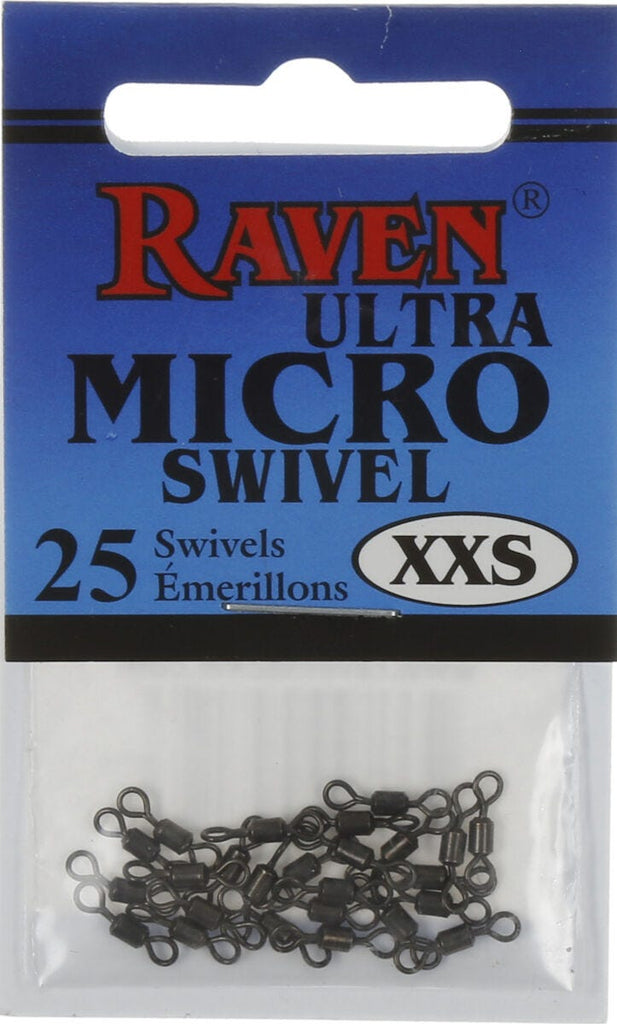 RAVEN®
ULTRA
MICRO
SWIVEL
25 Swivels
Émerillons
XXS